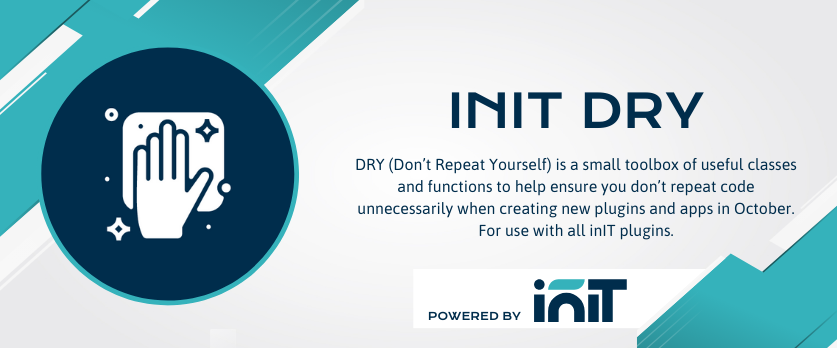 INIT DRY
DRY (Don’t Repeat Yourself) is a small toolbox of useful classes
and functions to help ensure you don’t repeat code
unnecessarily when creating new plugins and apps in October.
For use with all inIT plugins.
POWERED BY inIT